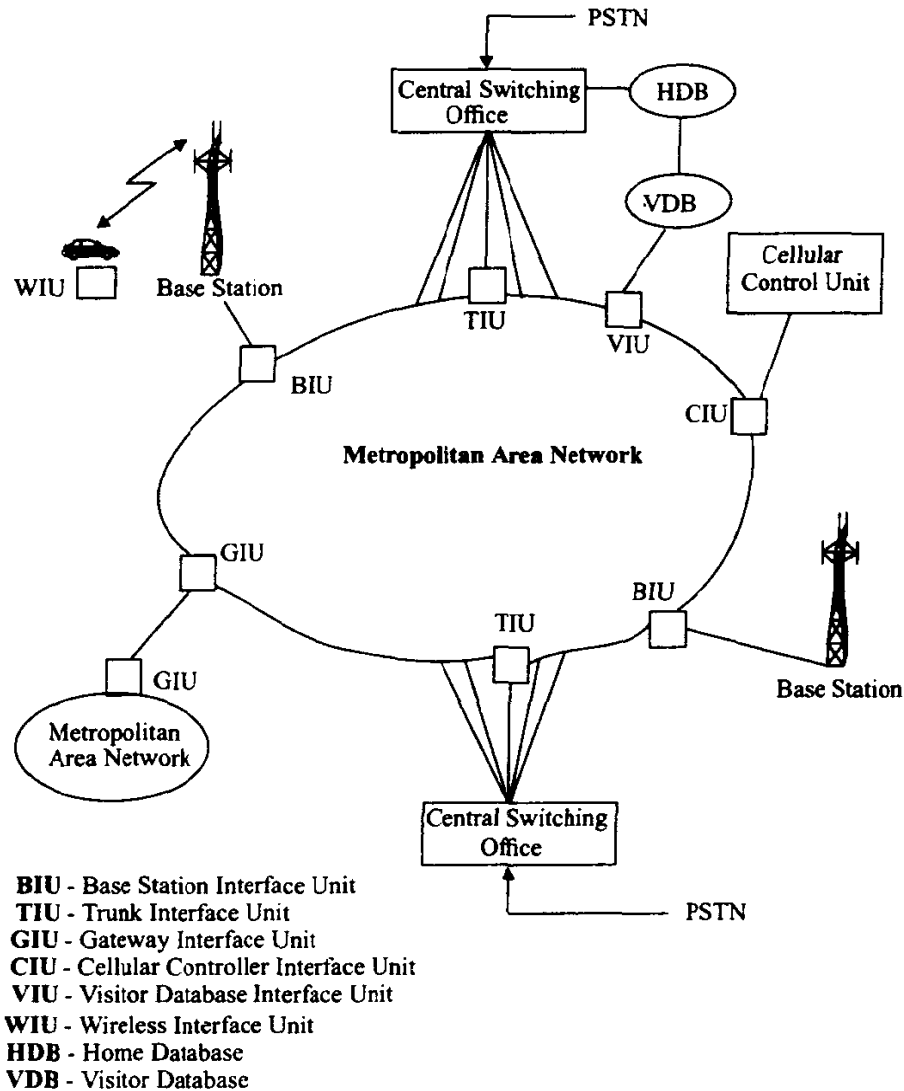 PSTN
Central Switching
Office
HDB
VDB
Cellular
Control Unit
WIU
Base Station
TIU
VIU
BIU
CIU
Metropolitan Area Network
GIU
BIU
TIU
GIU
Base Station
Metropolitan
Area Network
Central Switching
Office
PSTN
BIU - Base Station Interface Unit
TIU - Trunk Interface Unit
GIU - Gateway Interface Unit
CIU - Cellular Controller Interface Unit
VIU - Visitor Database Interface Unit
WIU - Wireless Interface Unit
HDB - Home Database
VDB - Visitor Database